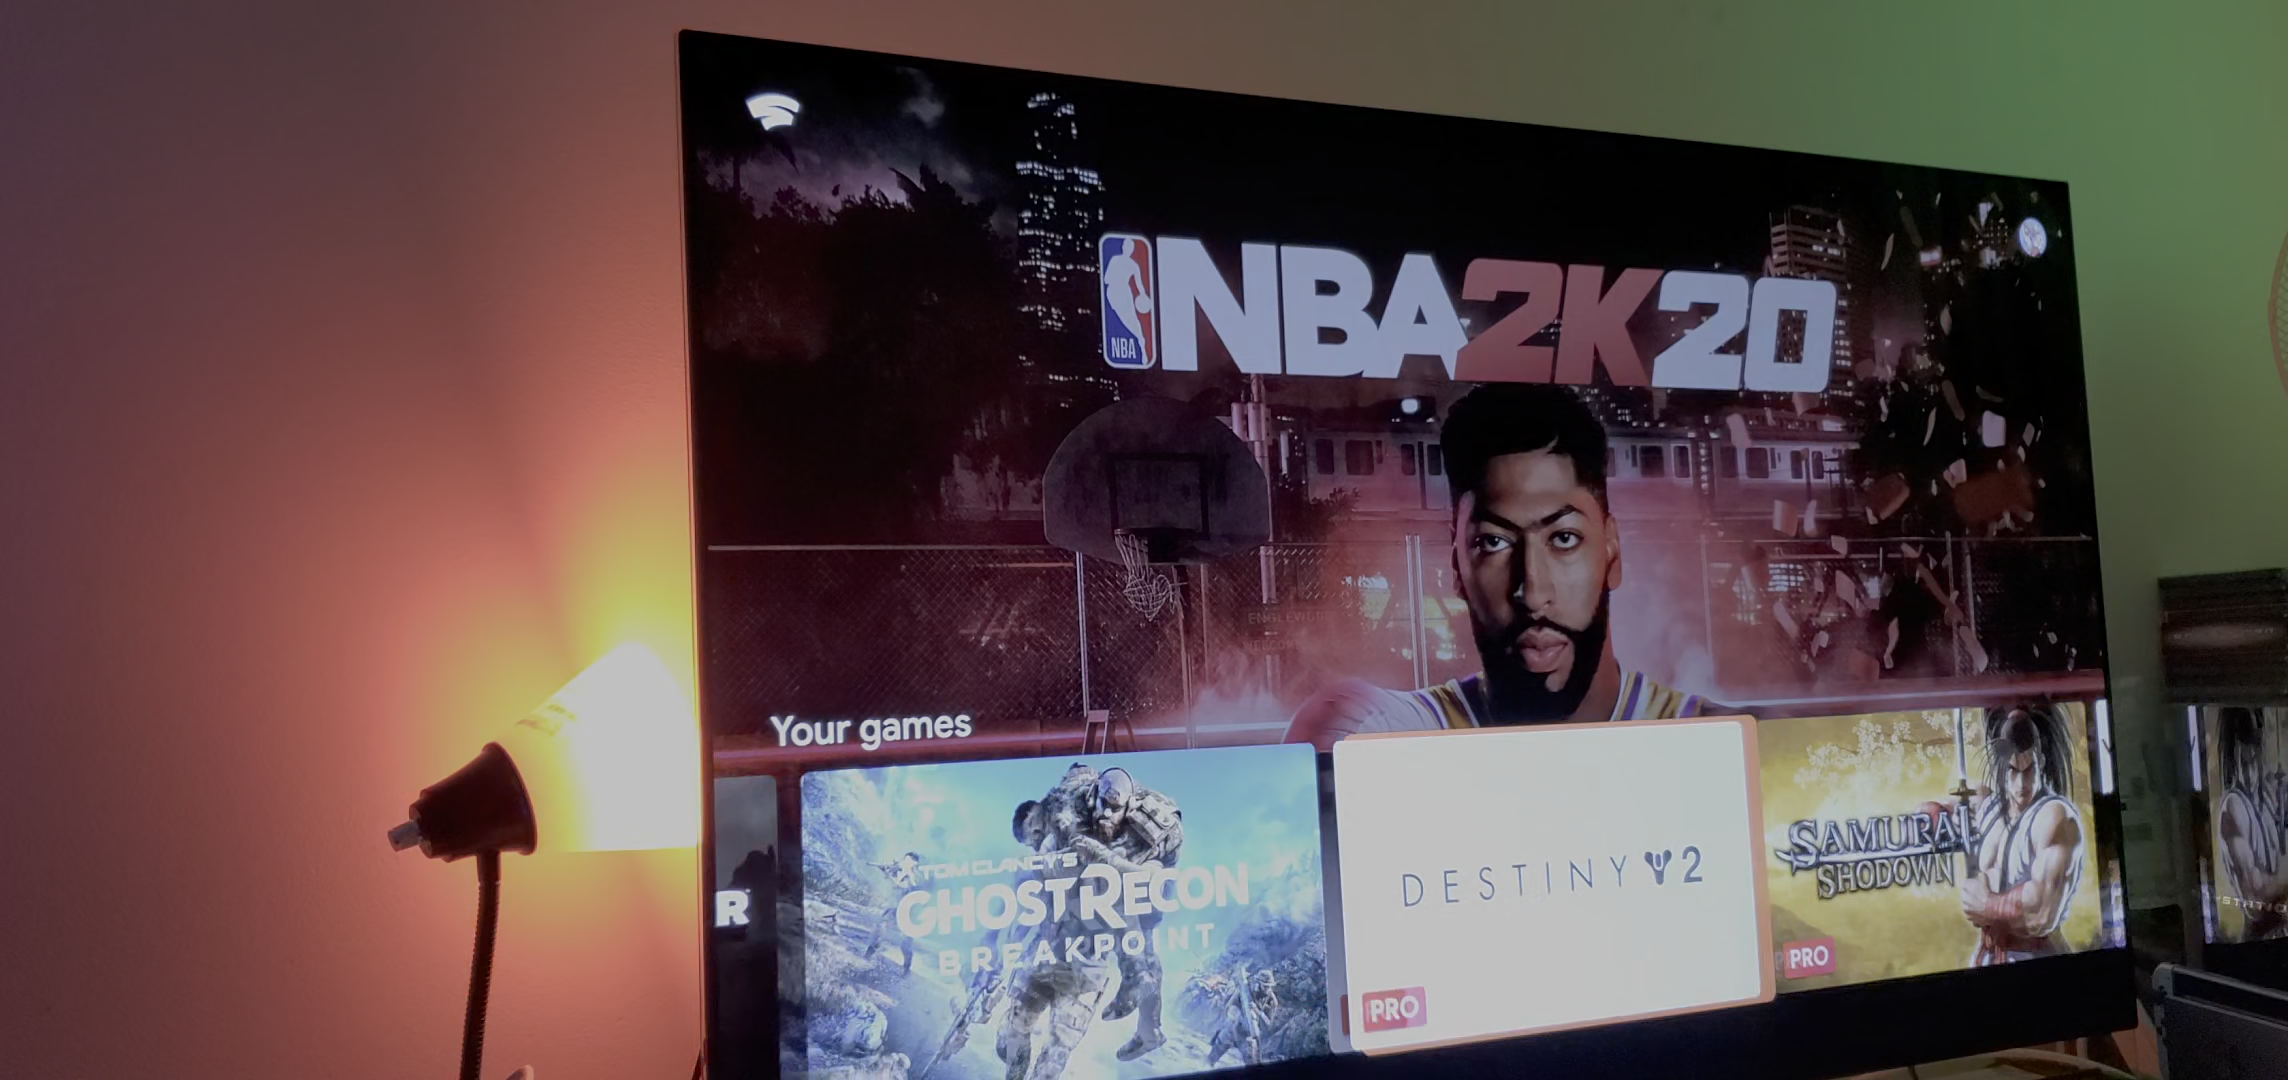 NBA
NBA2K20
Your games
R
TOM CLANCY'S
GHOST RECON
BREAKPOINT
DESTINY 2
PRO
SAMURAI
SHODOWN
PRO